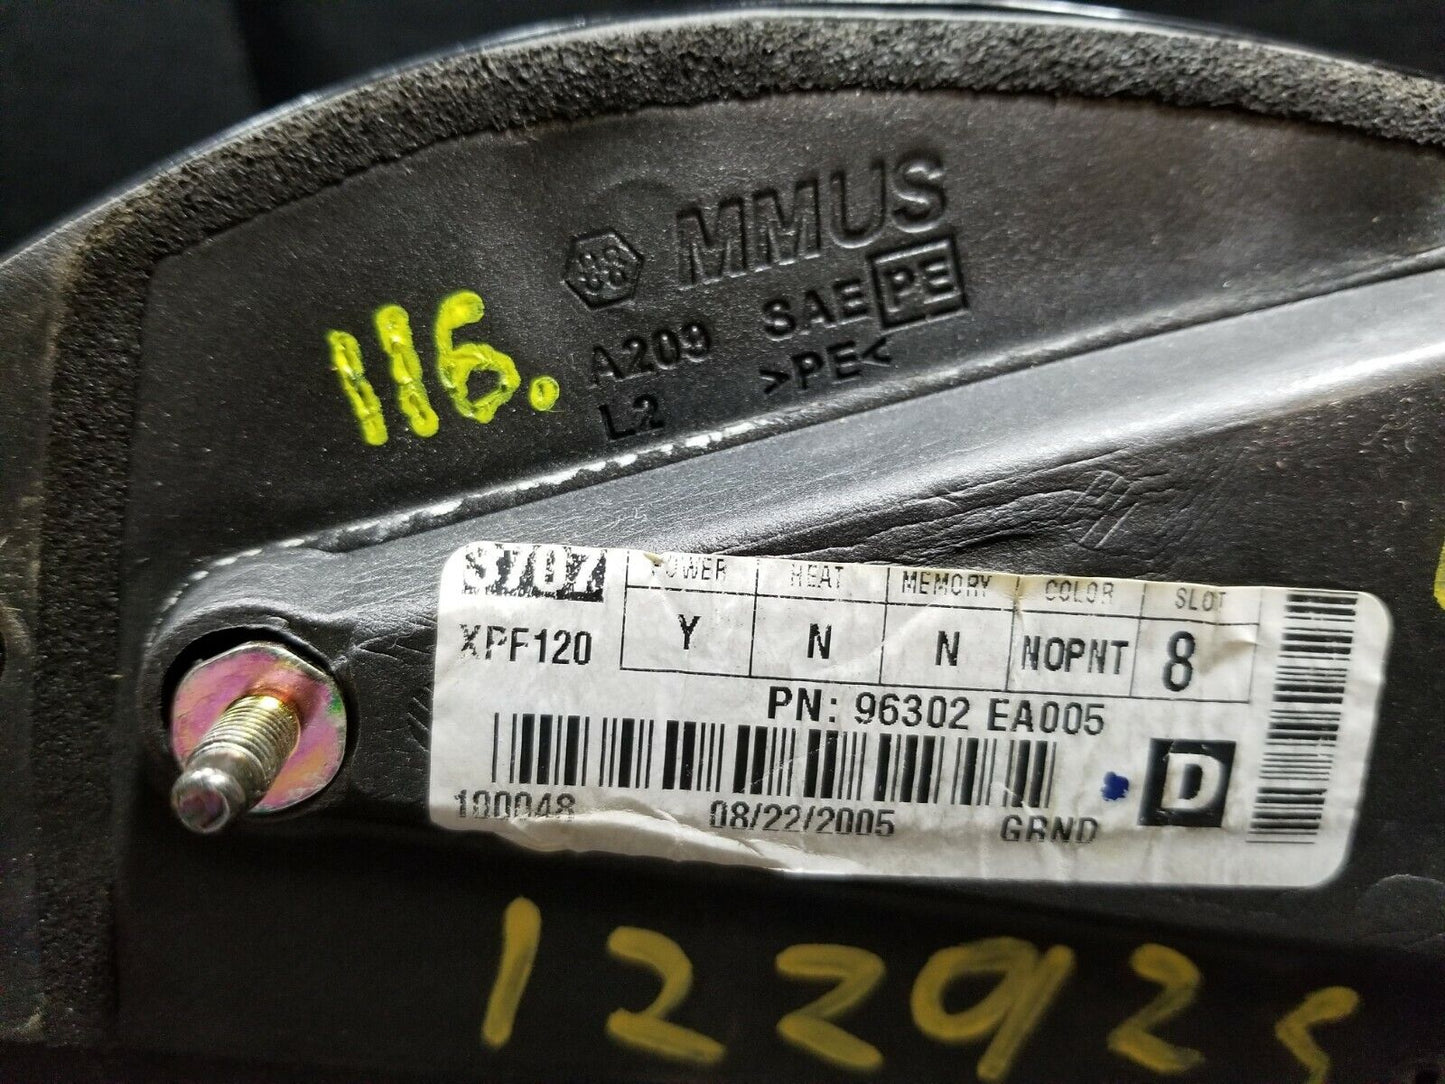 88 MMUS
A209 SAE PE
L2 >PE<
116.
S707 POWER HEAT MEMORY COLOR SLOT
XPF120 Y N N NOPNT 8
PN: 96302 EA005
D
100048 08/22/2005 GRND
12292